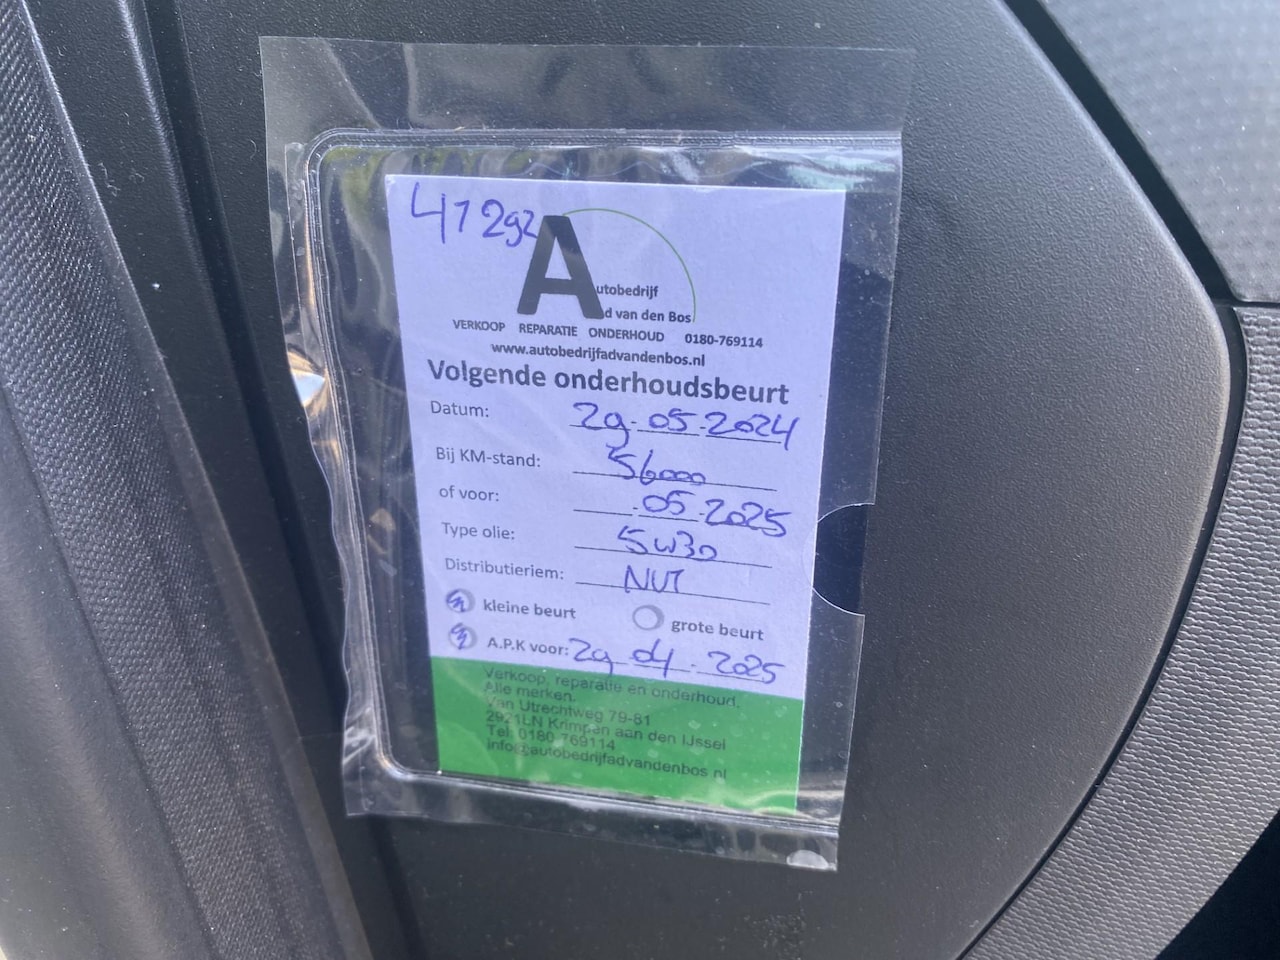 41292
Autobedrijf
Ad van den Bos
VERKOOP REPARATIE ONDERHOUD 0180-769114
www.autobedrijfadvandenbos.nl
Volgende onderhoudsbeurt
Datum: 29-05-2024
Bij KM-stand: 56000
of voor: .05.2025
Type olie: 5w30
Distributieriem: NVT
kleine beurt grote beurt
A.P.K voor: 29 04 . 2025
Verkoop, reparatie en onderhoud.
Alle merken.
Van Utrechtweg 79-81
2921LN Krimpen aan den IJssel
Tel: 0180 769114
info@autobedrijfadvandenbos.nl